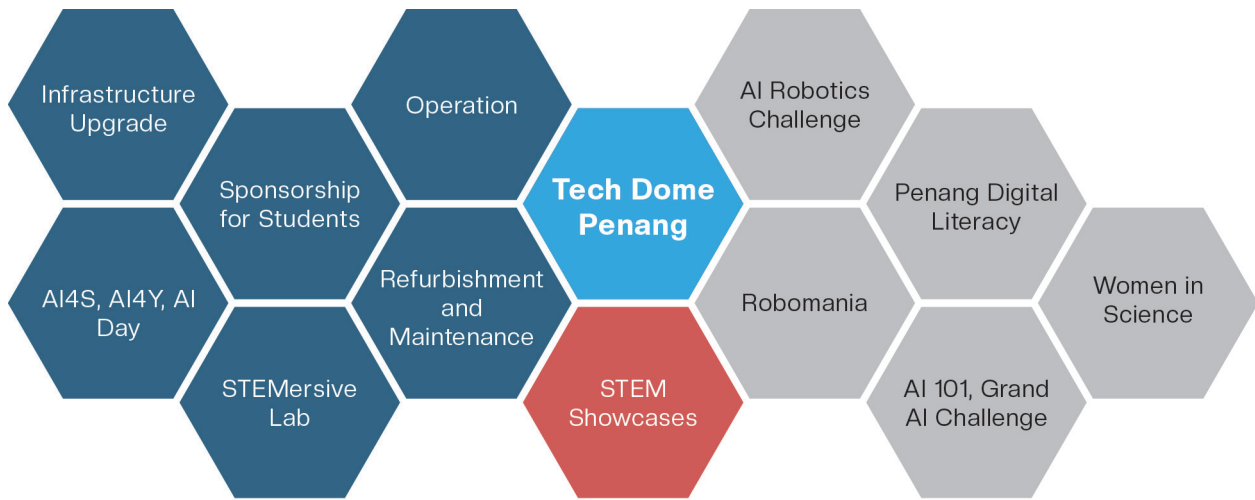 Infrastructure
Upgrade
Operation
AI Robotics
Challenge
Sponsorship
for Students
Tech Dome
Penang
Penang Digital
Literacy
AI4S, AI4Y, AI
Day
Refurbishment
and
Maintenance
Robomania
Women in
Science
STEMersive
Lab
STEM
Showcases
AI 101, Grand
AI Challenge